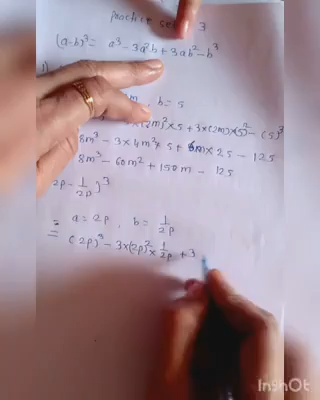 practice set 3
(a-b)³ = a³ - 3a²b + 3ab² - b³
1)
m, b = 5
(2m)² × 5 + 3 × (2m) × (5)² - (5)³
8m³ - 3 × 4m² × 5 + 6m × 25 - 125
8m³ - 60m² + 150m - 125
2p - 1/2p)³
= a = 2p, b = 1/2p
= (2p)³ - 3×(2p)² × 1/2p + 3
InShOt